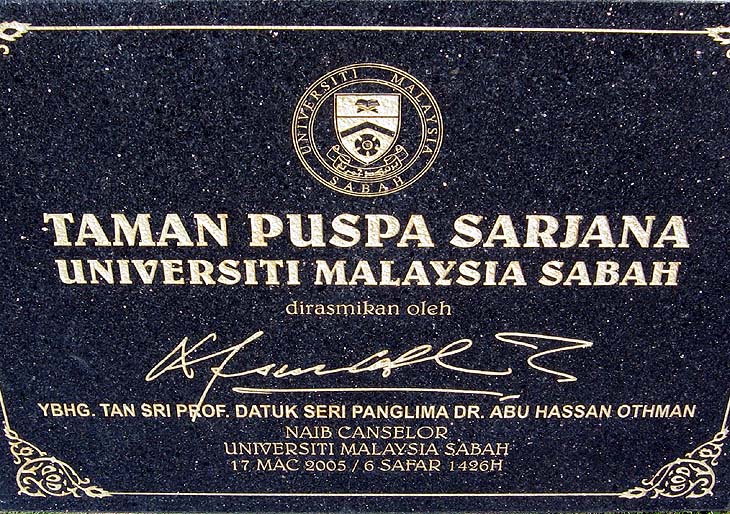 UNIVERSITI MALAYSIA
SABAH
TAMAN PUSPA SARJANA
UNIVERSITI MALAYSIA SABAH
dirasmikan oleh
YBHG. TAN SRI PROF. DATUK SERI PANGLIMA DR. ABU HASSAN OTHMAN
NAIB CANSELOR
UNIVERSITI MALAYSIA SABAH
17 MAC 2005 / 6 SAFAR 1426H